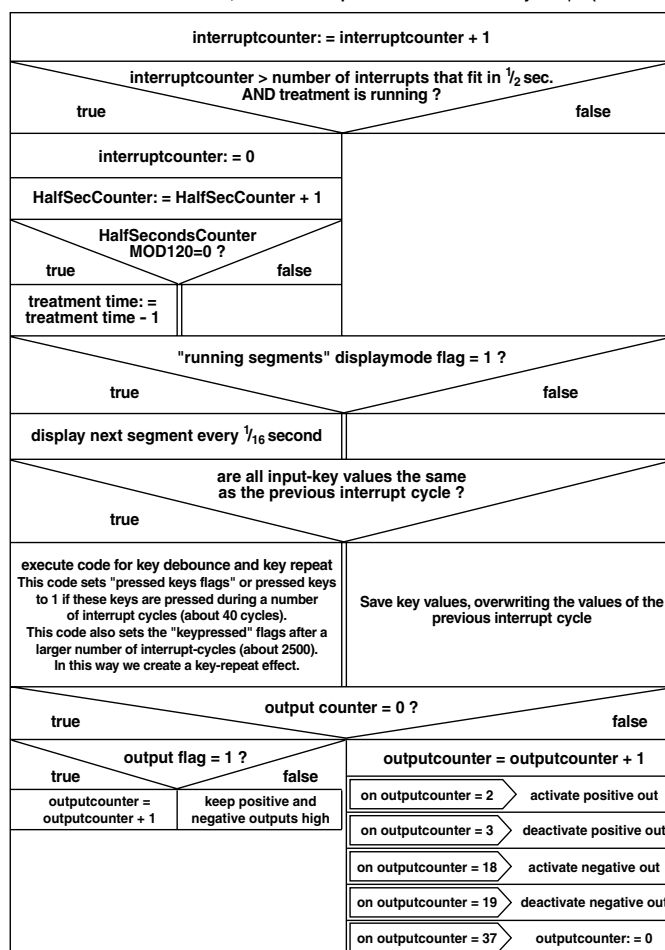 interruptcounter: = interruptcounter + 1
interruptcounter > number of interrupts that fit in 1/2 sec.
AND treatment is running ?
true
false
interruptcounter: = 0
HalfSecCounter: = HalfSecCounter + 1
HalfSecondsCounter
MOD120=0 ?
true
false
treatment time: =
treatment time - 1
"running segments" displaymode flag = 1 ?
true
false
display next segment every 1/16 second
are all input-key values the same
as the previous interrupt cycle ?
true
execute code for key debounce and key repeat
This code sets "pressed keys flags" or pressed keys
to 1 if these keys are pressed during a number
of interrupt cycles (about 40 cycles).
This code also sets the "keypressed" flags after a
larger number of interrupt-cycles (about 2500).
In this way we create a key-repeat effect.
Save key values, overwriting the values of the
previous interrupt cycle
output counter = 0 ?
true
false
output flag = 1 ?
true
false
outputcounter =
outputcounter + 1
keep positive and
negative outputs high
outputcounter = outputcounter + 1
on outputcounter = 2 activate positive out
on outputcounter = 3 deactivate positive out
on outputcounter = 18 activate negative out
on outputcounter = 19 deactivate negative out
on outputcounter = 37 outputcounter: = 0